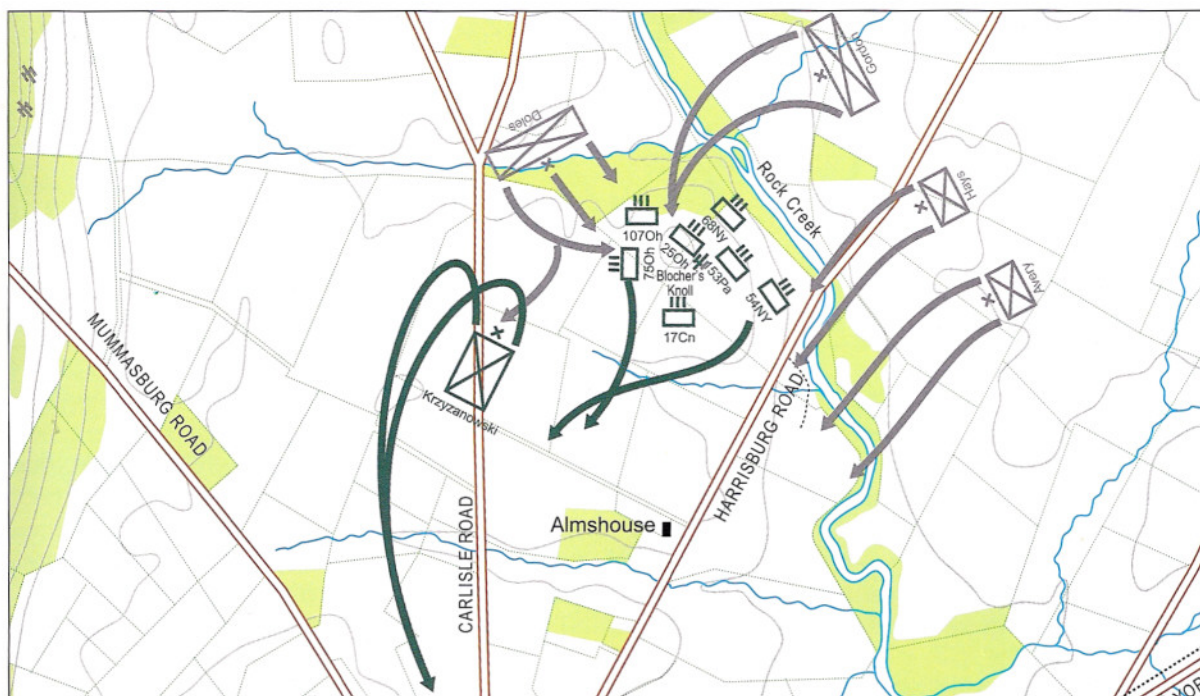 Gordon
Doles
Rock Creek
Hays
68Ny
107Oh
25Oh
75Oh
153Pa
Blocher's
Knoll
54NY
17Cn
Avery
Krzyzanowski
MUMMASBURG ROAD
HARRISBURG ROAD
CARLISLE ROAD
Almshouse